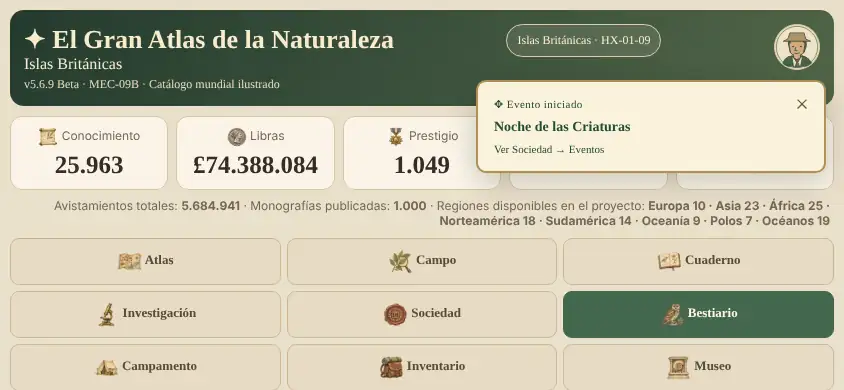 ✦ El Gran Atlas de la Naturaleza
Islas Británicas
v5.6.9 Beta · MEC-09B · Catálogo mundial ilustrado
Islas Británicas · HX-01-09
✥ Evento iniciado
Noche de las Criaturas
Ver Sociedad → Eventos
Conocimiento
25.963
Libras
£74.388.084
Prestigio
1.049
Avistamientos totales: 5.684.941 · Monografías publicadas: 1.000 · Regiones disponibles en el proyecto: Europa 10 · Asia 23 · África 25 ·
Norteamérica 18 · Sudamérica 14 · Oceanía 9 · Polos 7 · Océanos 19
Atlas
Campo
Cuaderno
Investigación
Sociedad
Bestiario
Campamento
Inventario
Museo